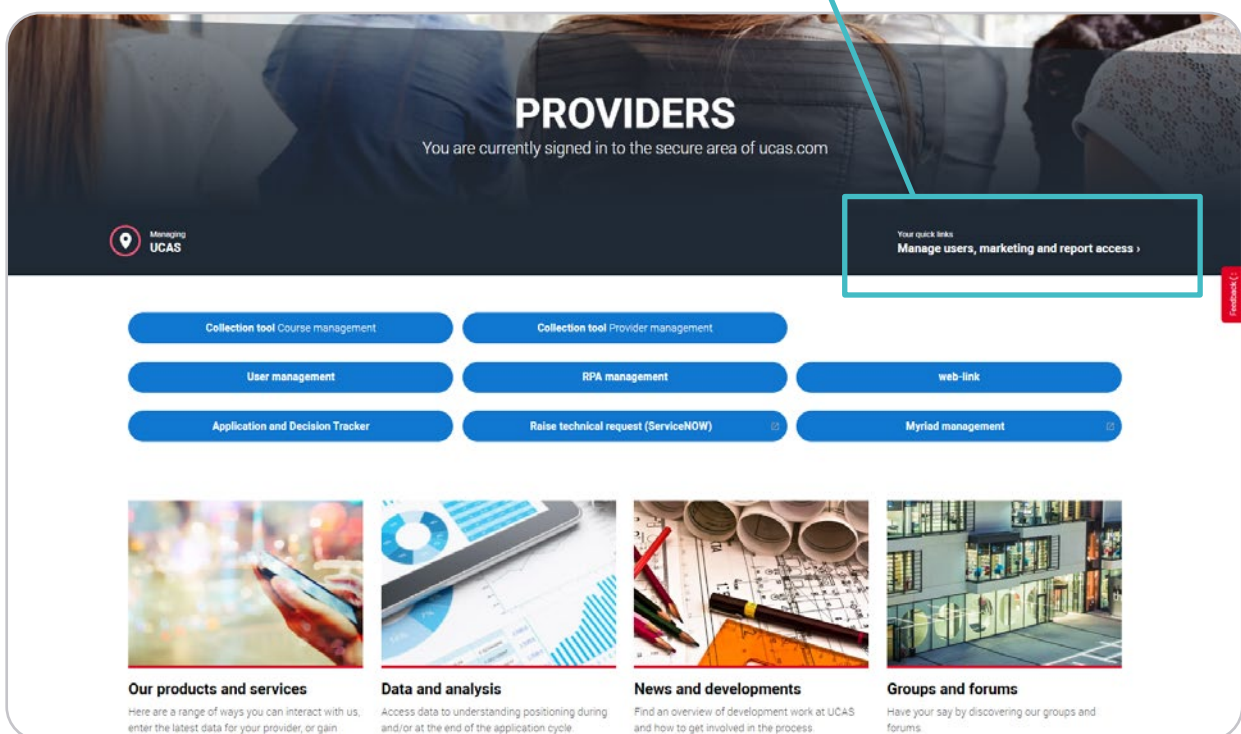 PROVIDERS
You are currently signed in to the secure area of ucas.com
Managing
UCAS
Your quick links
Manage users, marketing and report access ›
Feedback
Collection tool Course management
Collection tool Provider management
User management
RPA management
web-link
Application and Decision Tracker
Raise technical request (ServiceNOW)
Myriad management
Our products and services
Here are a range of ways you can interact with us,
enter the latest data for your provider, or gain
Data and analysis
Access data to understanding positioning during
and/or at the end of the application cycle.
News and developments
Find an overview of development work at UCAS
and how to get involved in the process
Groups and forums
Have your say by discovering our groups and
forums